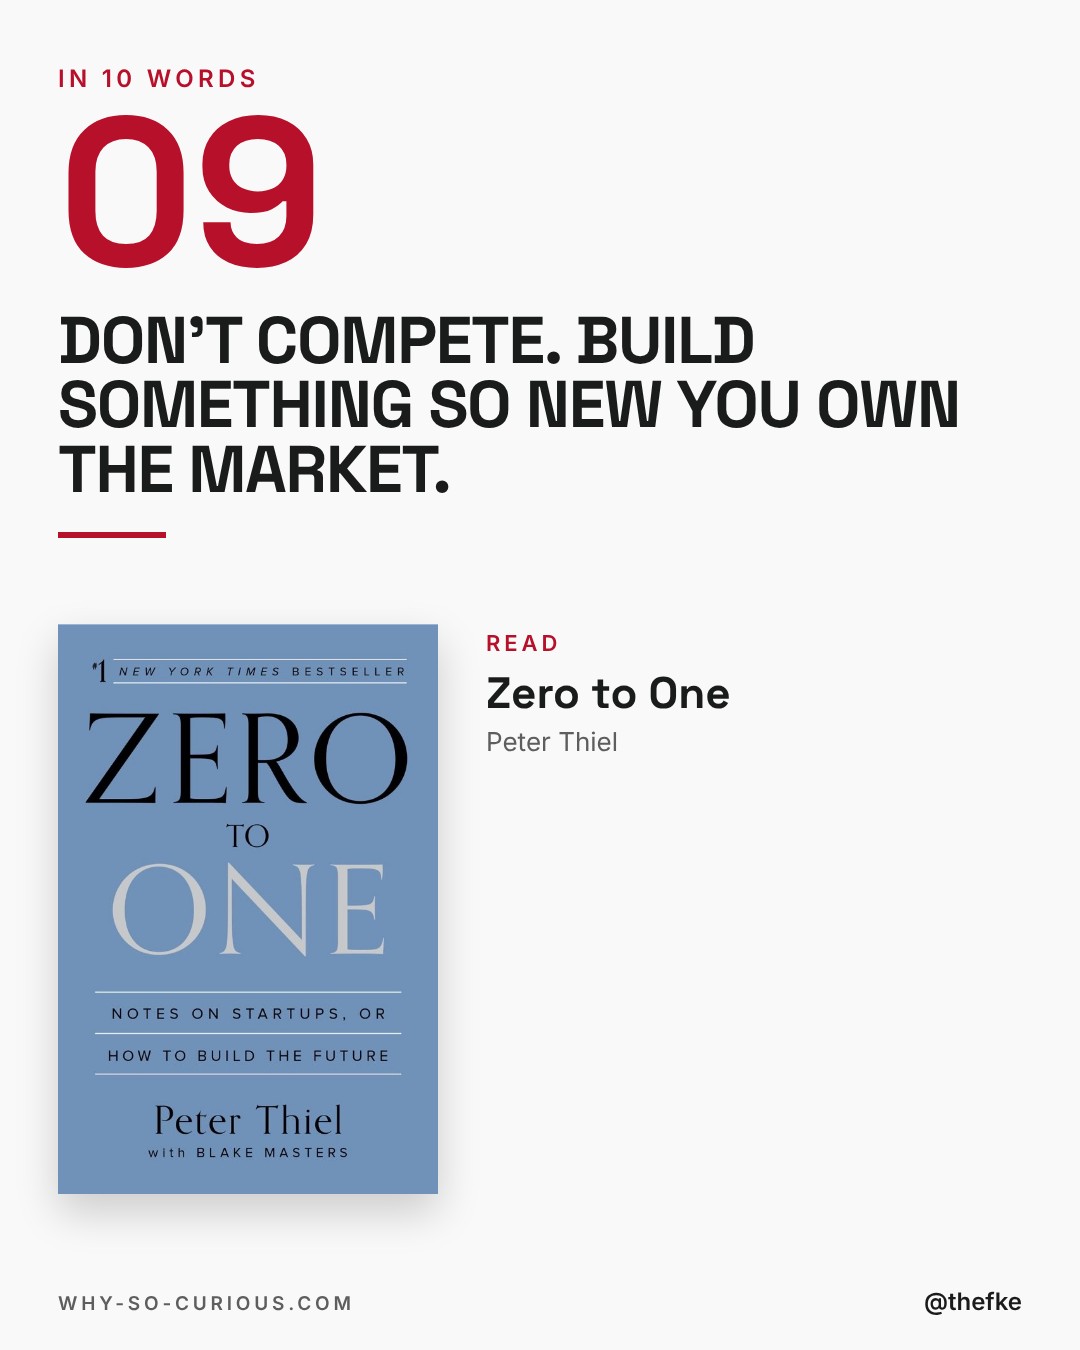 IN 10 WORDS
09
DON’T COMPETE. BUILD
SOMETHING SO NEW YOU OWN
THE MARKET.
#1 NEW YORK TIMES BESTSELLER
ZERO
TO
ONE
NOTES ON STARTUPS, OR
HOW TO BUILD THE FUTURE
Peter Thiel
with BLAKE MASTERS
READ
Zero to One
Peter Thiel
WHY-SO-CURIOUS.COM
@thefke